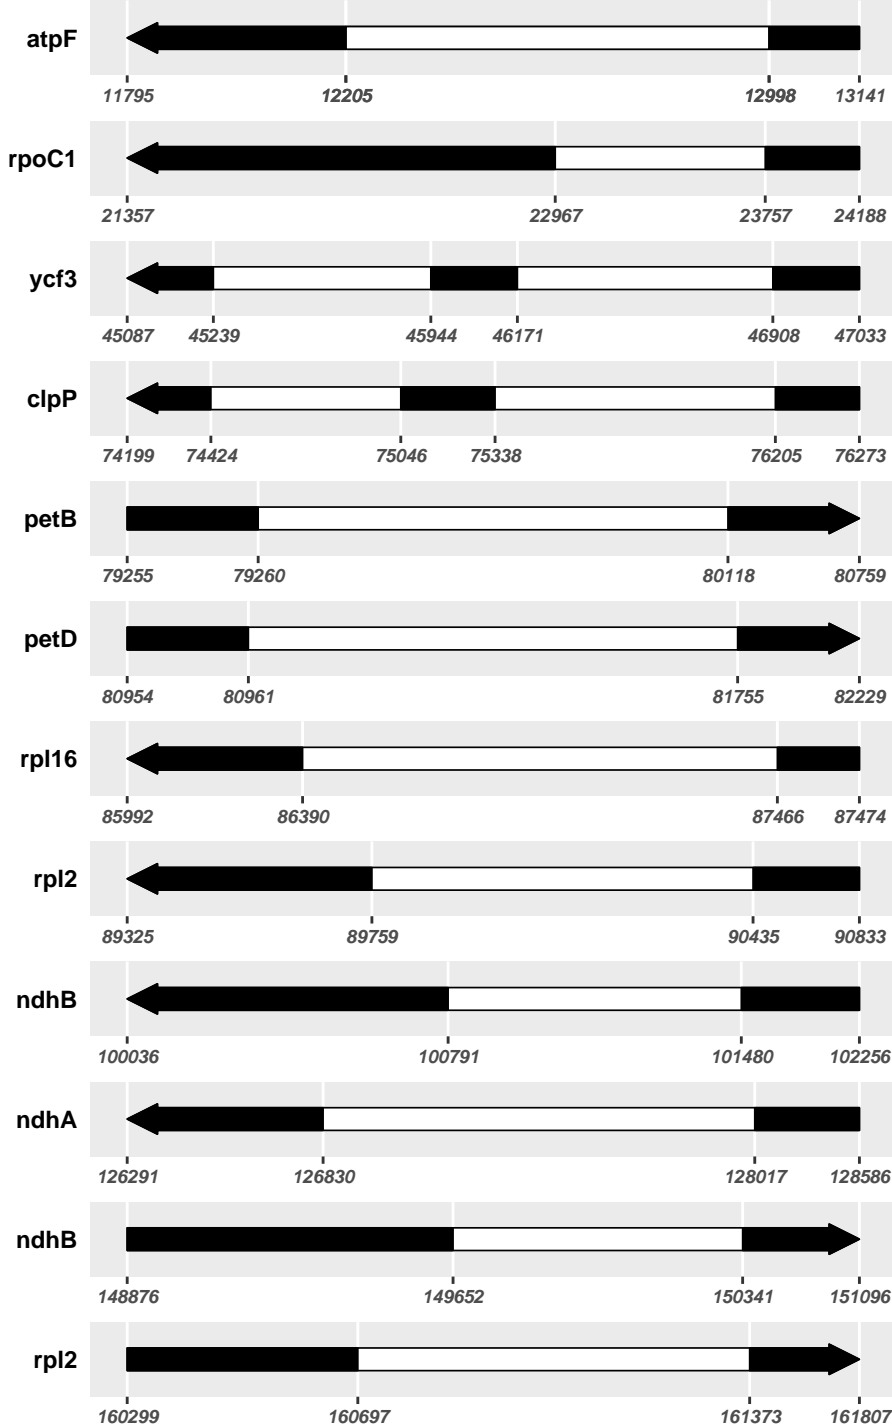 atpF
11795 12205 12998 13141
rpoC1
21357 22967 23757 24188
ycf3
45087 45239 45944 46171 46908 47033
clpP
74199 74424 75046 75338 76205 76273
petB
79255 79260 80118 80759
petD
80954 80961 81755 82229
rpl16
85992 86390 87466 87474
rpl2
89325 89759 90435 90833
ndhB
100036 100791 101480 102256
ndhA
126291 126830 128017 128586
ndhB
148876 149652 150341 151096
rpl2
160299 160697 161373 161807